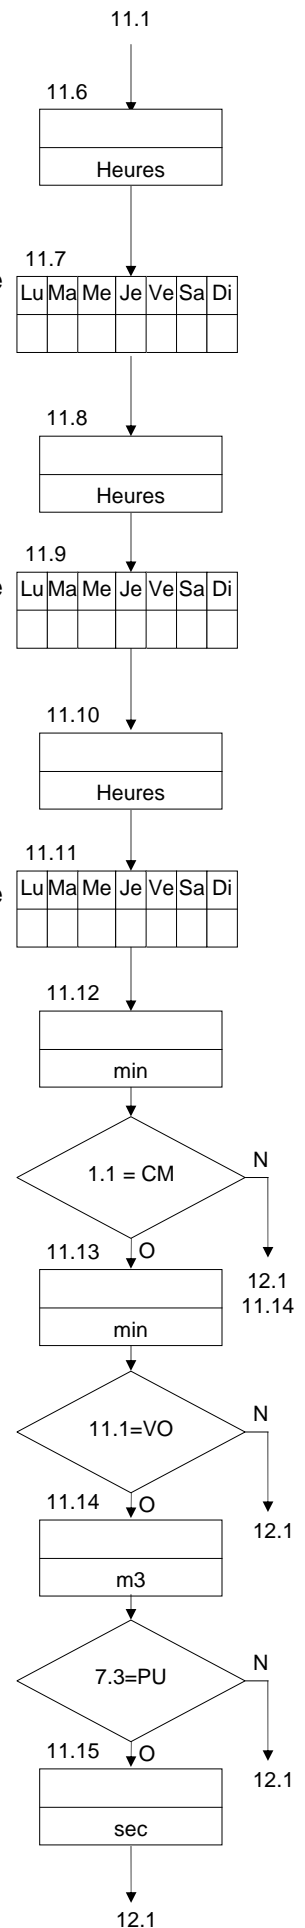 11.1
11.6
Heures
11.7
e
Lu Ma Me Je Ve Sa Di
11.8
Heures
11.9
e
Lu Ma Me Je Ve Sa Di
11.10
Heures
11.11
e
Lu Ma Me Je Ve Sa Di
11.12
min
1.1 = CM
N
O
12.1
11.14
11.13
min
11.1=VO
N
O
12.1
11.14
m3
7.3=PU
N
O
12.1
11.15
sec
12.1